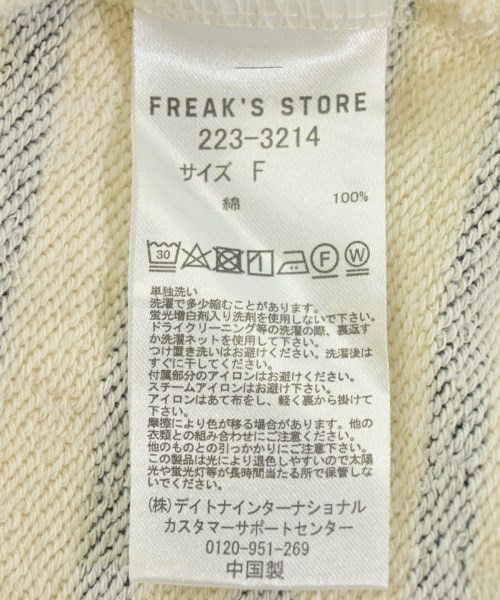 FREAK'S STORE
223-3214
サイズ F
綿 100%
30 F W
単独洗い
洗濯で多少縮むことがあります。
蛍光増白剤入り洗剤を使用しないで下さい。
ドライクリーニング等の洗濯の際、裏返すか洗濯ネットを使用して下さい。
つけ置き洗いはお避け下さい。洗濯後は
すぐに干してください。
付属部分のアイロンはお避けください。
スチームアイロンはお避け下さい。
アイロンはあて布をし、軽く裏から掛けて
下さい。
摩擦により色が移る場合があります。他の
衣類との組み合わせにご注意ください。
他のものとの引っかかりにご注意下さい。
この製品は光により退色しやすいので太陽
光や蛍光灯等が長時間当たる所で保管しな
いでください。
(株)デイトナインターナショナル
カスタマーサポートセンター
0120-951-269
中国製